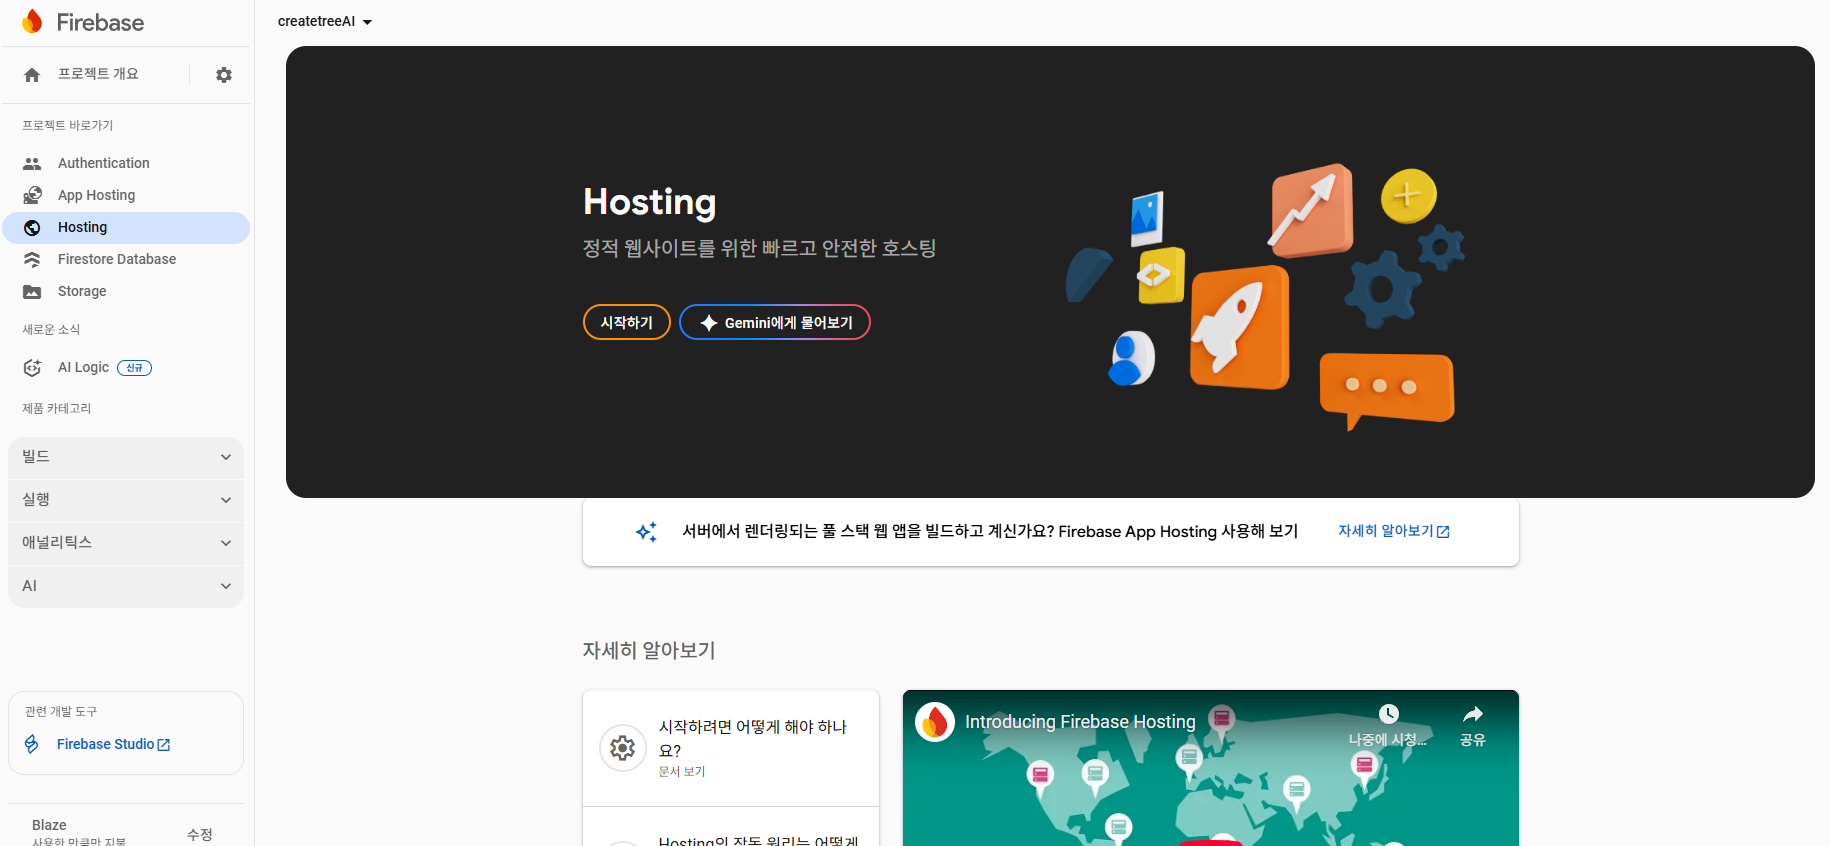 Firebase
createtreeAI
프로젝트 개요
프로젝트 바로가기
Authentication
App Hosting
Hosting
Firestore Database
Storage
새로운 소식
AI Logic 신규
제품 카테고리
빌드
실행
애널리틱스
AI
관련 개발 도구
Firebase Studio
Blaze
사용한 만큼만 지불
수정
Hosting
정적 웹사이트를 위한 빠르고 안전한 호스팅
시작하기
Gemini에게 물어보기
서버에서 렌더링되는 풀 스택 웹 앱을 빌드하고 계신가요? Firebase App Hosting 사용해 보기
자세히 알아보기
자세히 알아보기
시작하려면 어떻게 해야 하나
요?
문서 보기
Hosting의 작동 원리는 어떻게
Introducing Firebase Hosting
나중에 시청...
공유